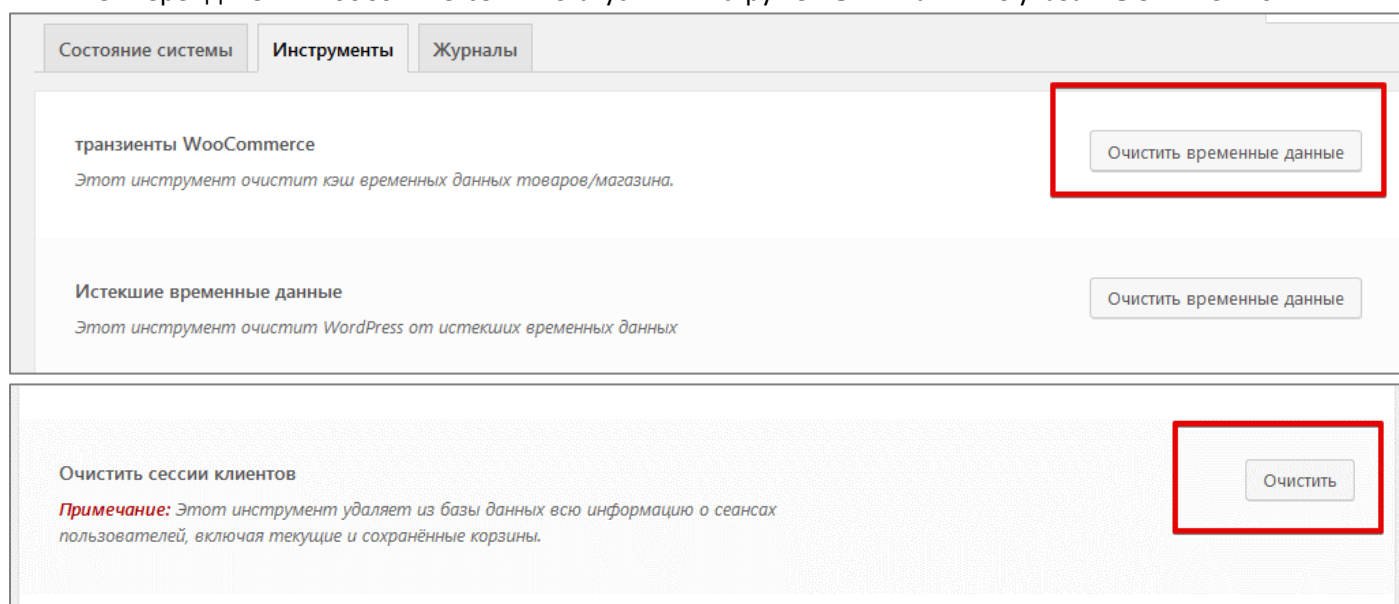 Состояние системы Инструменты Журналы
транзиенты WooCommerce
Очистить временные данные
Этот инструмент очистит кэш временных данных товаров/магазина.
Истекшие временные данные
Очистить временные данные
Этот инструмент очистит WordPress от истекших временных данных
Очистить сессии клиентов
Очистить
Примечание: Этот инструмент удаляет из базы данных всю информацию о сеансах
пользователей, включая текущие и сохранённые корзины.